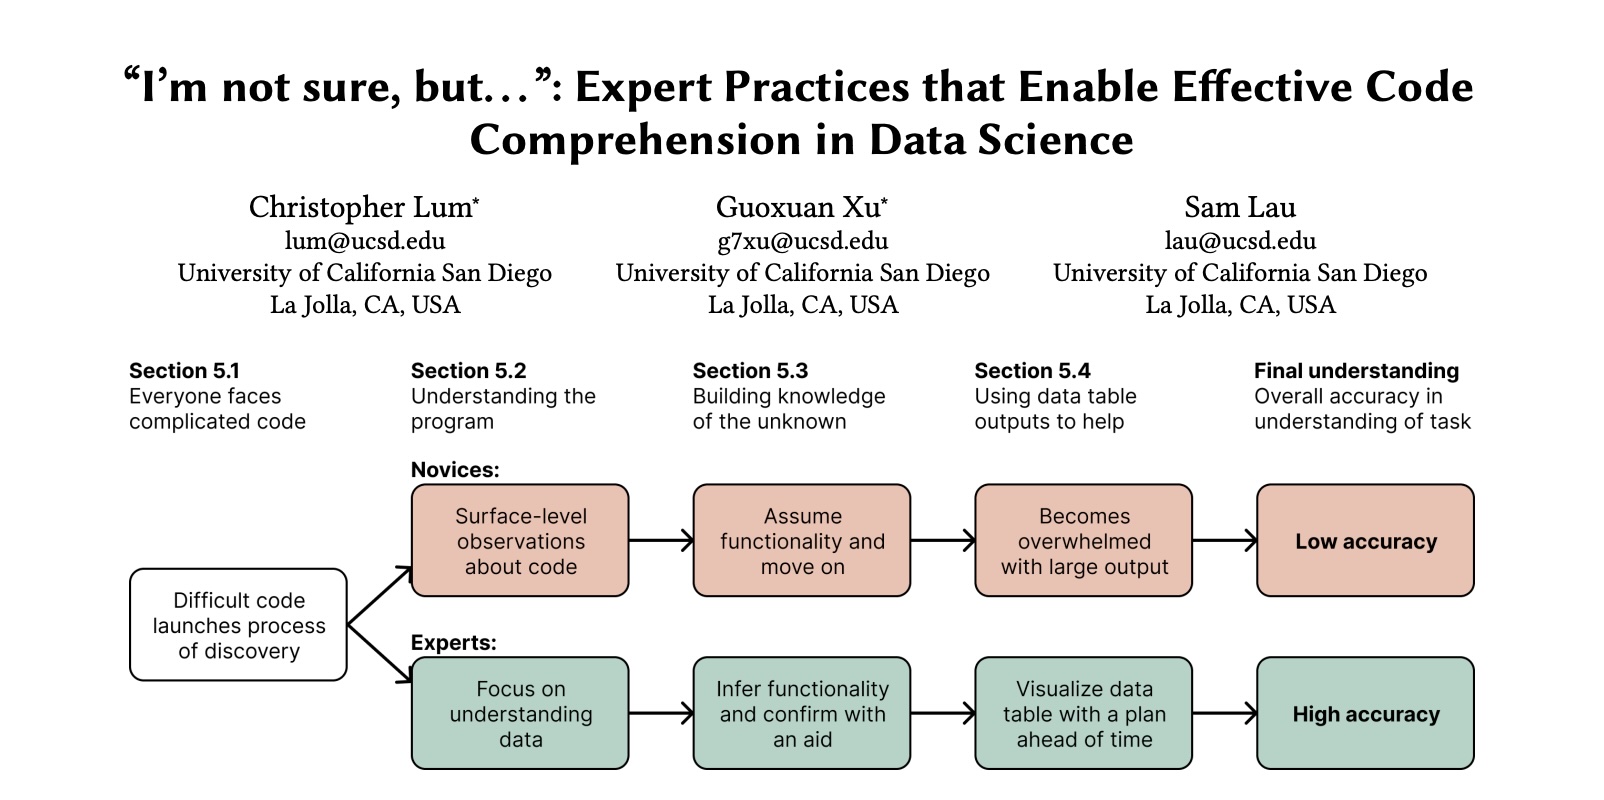 “I’m not sure, but…”: Expert Practices that Enable Effective Code
Comprehension in Data Science
Christopher Lum*
lum@ucsd.edu
University of California San Diego
La Jolla, CA, USA
Guoxuan Xu*
g7xu@ucsd.edu
University of California San Diego
La Jolla, CA, USA
Sam Lau
lau@ucsd.edu
University of California San Diego
La Jolla, CA, USA
Section 5.1
Everyone faces
complicated code
Section 5.2
Understanding the
program
Section 5.3
Building knowledge
of the unknown
Section 5.4
Using data table
outputs to help
Final understanding
Overall accuracy in
understanding of task
Difficult code
launches process
of discovery
Novices:
Surface-level
observations
about code
Assume
functionality and
move on
Becomes
overwhelmed
with large output
Low accuracy
Experts:
Focus on
understanding
data
Infer functionality
and confirm with
an aid
Visualize data
table with a plan
ahead of time
High accuracy